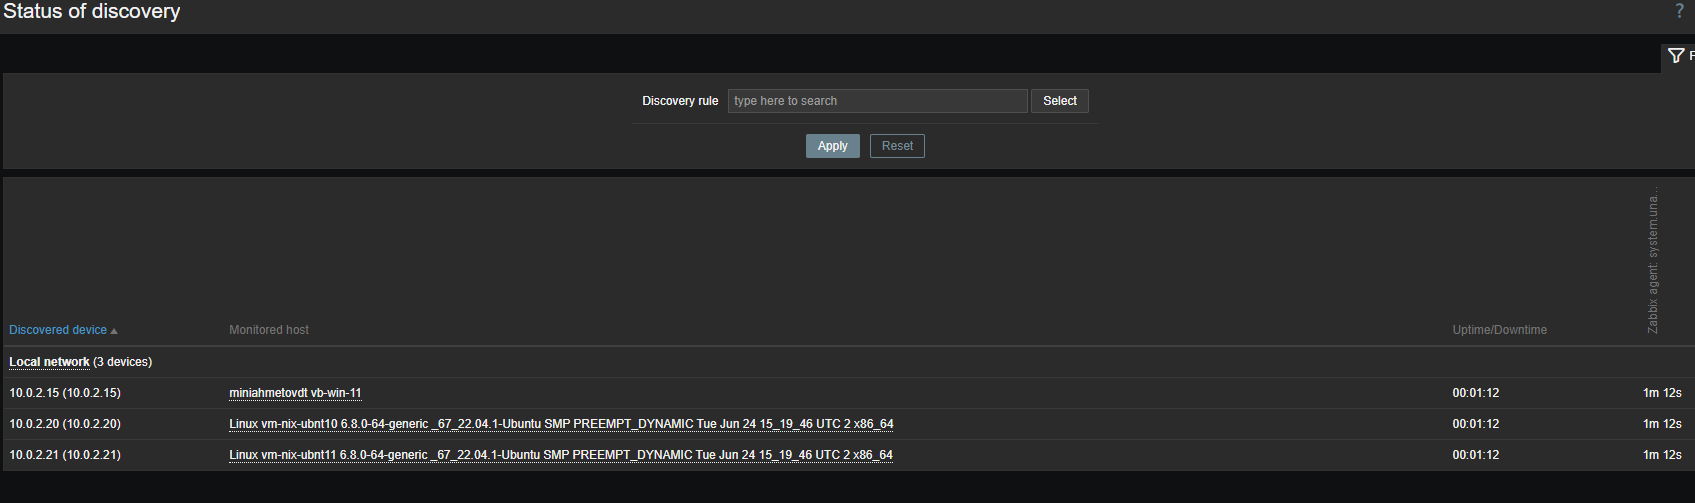 Status of discovery
?
Discovery rule type here to search Select
Apply Reset
Discovered device Monitored host Uptime/Downtime Zabbix agent: system.una...
Local network (3 devices)
10.0.2.15 (10.0.2.15) miniahmetovdt vb-win-11 00:01:12 1m 12s
10.0.2.20 (10.0.2.20) Linux vm-nix-ubnt10 6.8.0-64-generic _67_22.04.1-Ubuntu SMP PREEMPT_DYNAMIC Tue Jun 24 15_19_46 UTC 2 x86_64 00:01:12 1m 12s
10.0.2.21 (10.0.2.21) Linux vm-nix-ubnt11 6.8.0-64-generic _67_22.04.1-Ubuntu SMP PREEMPT_DYNAMIC Tue Jun 24 15_19_46 UTC 2 x86_64 00:01:12 1m 12s